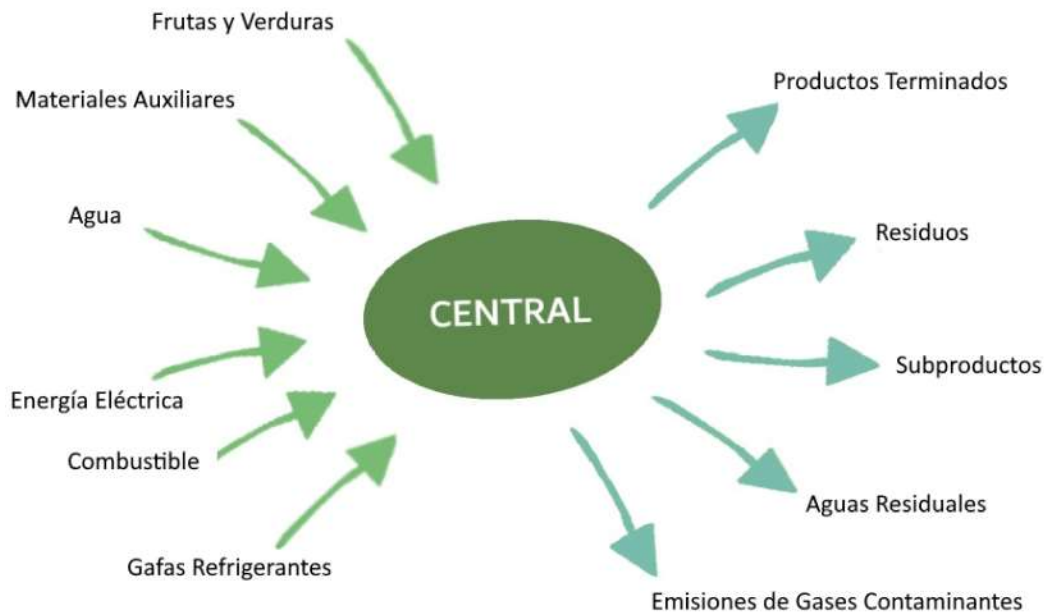 Frutas y Verduras
Materiales Auxiliares
Agua
Energía Eléctrica
Combustible
Gafas Refrigerantes
CENTRAL
Productos Terminados
Residuos
Subproductos
Aguas Residuales
Emisiones de Gases Contaminantes